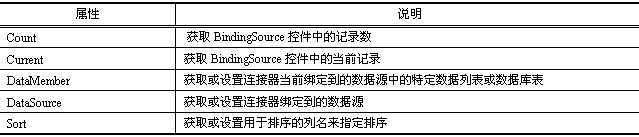 属性 说明
Count 获取 BindingSource 控件中的记录数
Current 获取 BindingSource 控件中的当前记录
DataMember 获取或设置连接器当前绑定到的数据源中的特定数据列表或数据库表
DataSource 获取或设置连接器绑定到的数据源
Sort 获取或设置用于排序的列名来指定排序